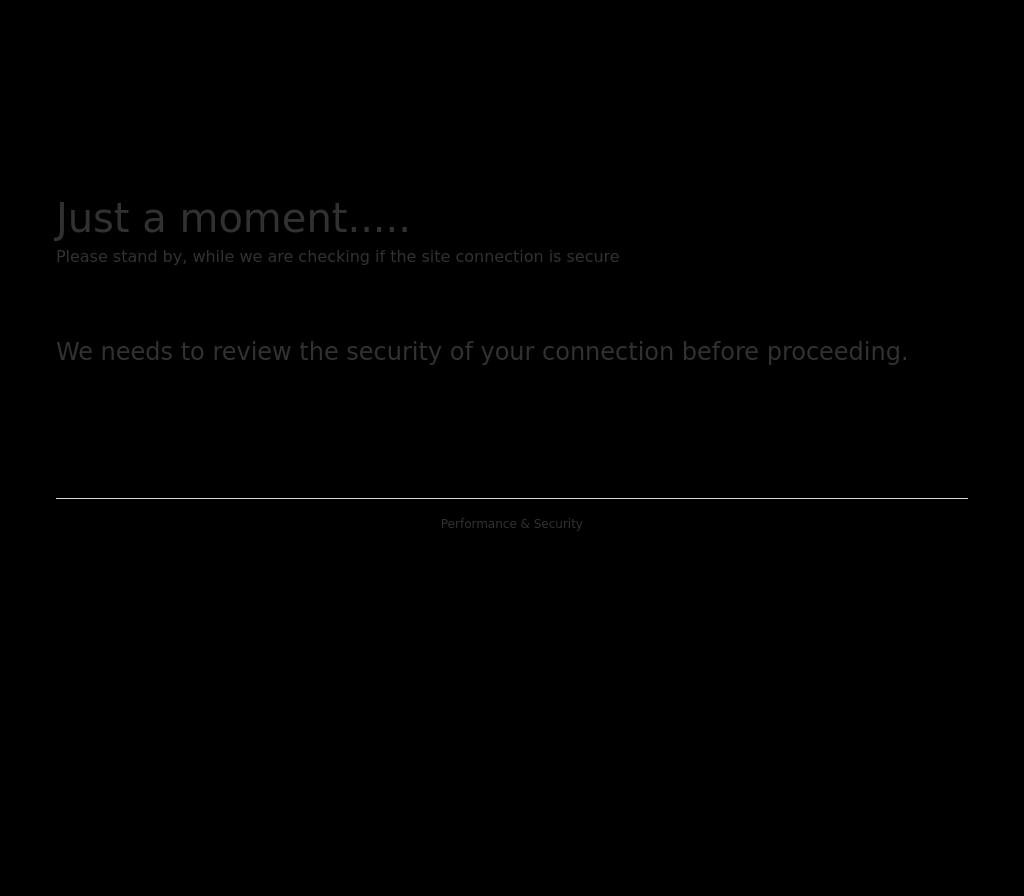 Just a moment.....
Please stand by, while we are checking if the site connection is secure
We needs to review the security of your connection before proceeding.
Performance & Security